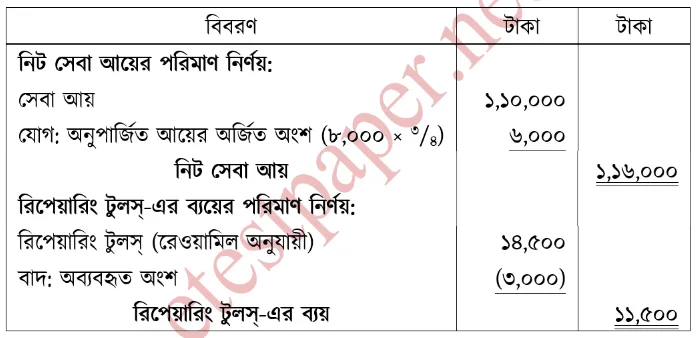 বিবরণ টাকা টাকা
নিট সেবা আয়ের পরিমাণ নির্ণয়:
সেবা আয় ১,১০,০০০
যোগ: অনুপার্জিত আয়ের অর্জিত অংশ (৮,০০০ × ৩/৪) ৬,০০০
নিট সেবা আয় ১,১৬,০০০
রিপেয়ারিং টুলস্-এর ব্যয়ের পরিমাণ নির্ণয়:
রিপেয়ারিং টুলস্ (রেওয়ামিল অনুযায়ী) ১৪,৫০০
বাদ: অব্যবহৃত অংশ (৩,০০০)
রিপেয়ারিং টুলস্-এর ব্যয় ১১,৫০০
etesipaper.net